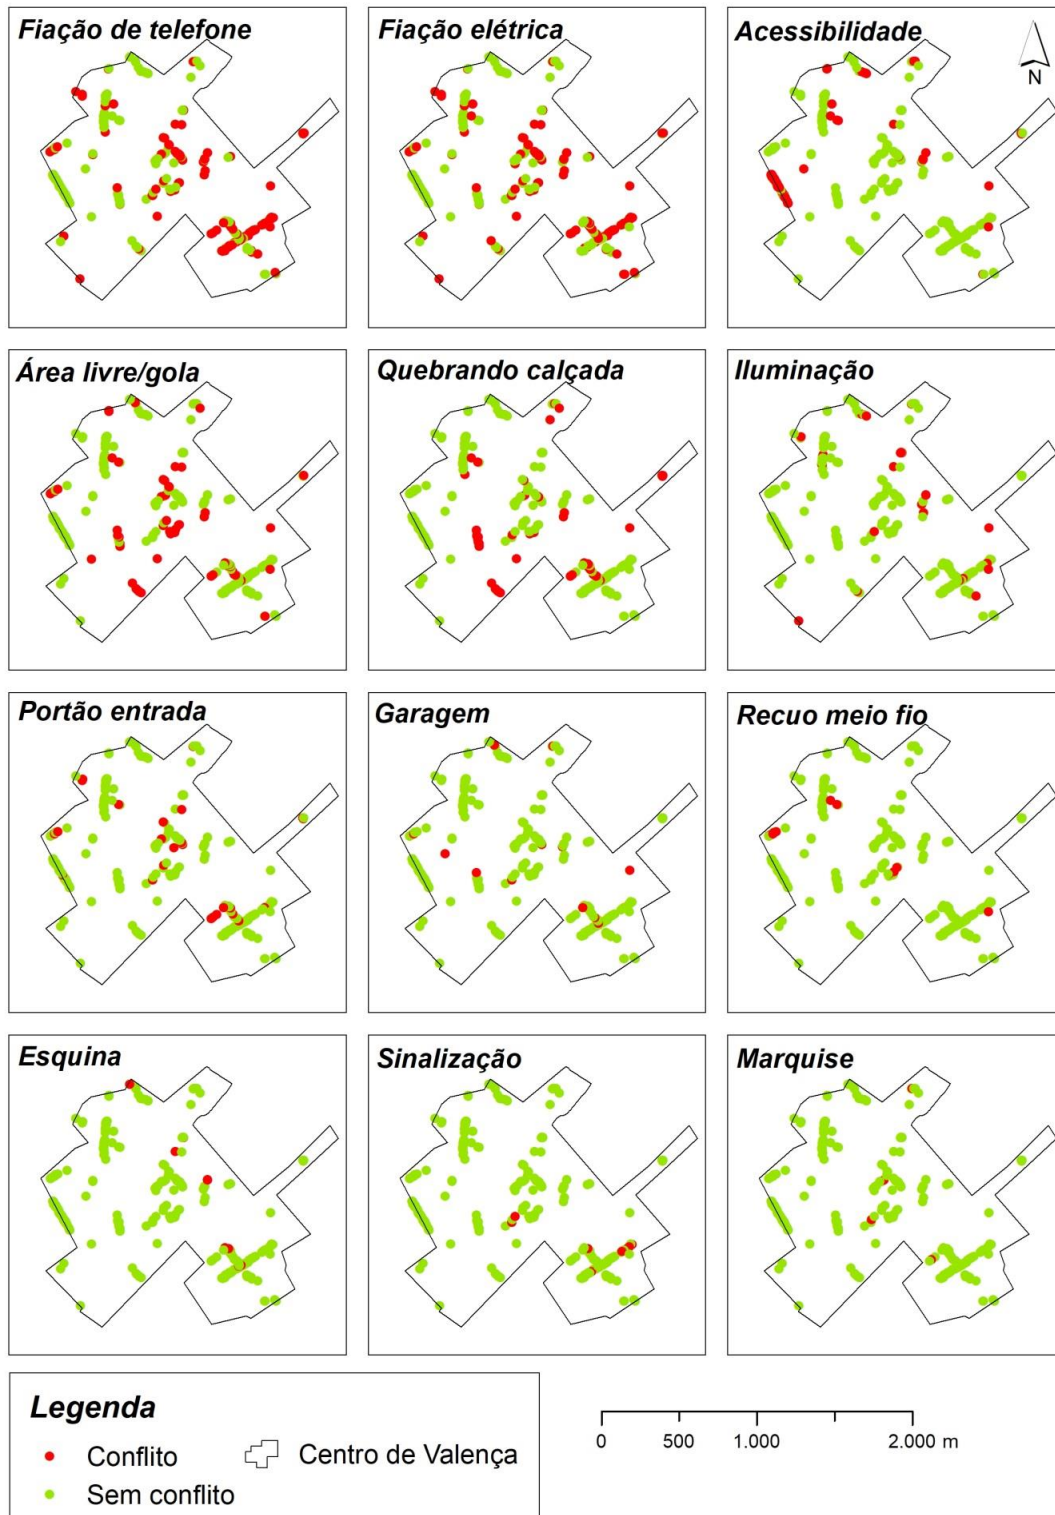 Fiação de telefone
Fiação elétrica
Acessibilidade
N
Área livre/gola
Quebrando calçada
Iluminação
Portão entrada
Garagem
Recuo meio fio
Esquina
Sinalização
Marquise
Legenda
Conflito
Centro de Valença
Sem conflito
0 500 1.000 2.000 m